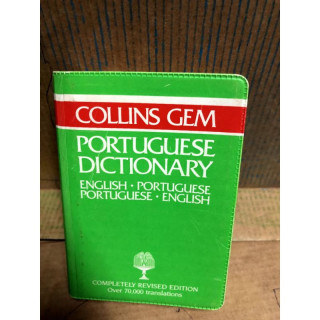 COLLINS GEM
PORTUGUESE
DICTIONARY
ENGLISH · PORTUGUESE
PORTUGUESE · ENGLISH
COMPLETELY REVISED EDITION
Over 70,000 translations